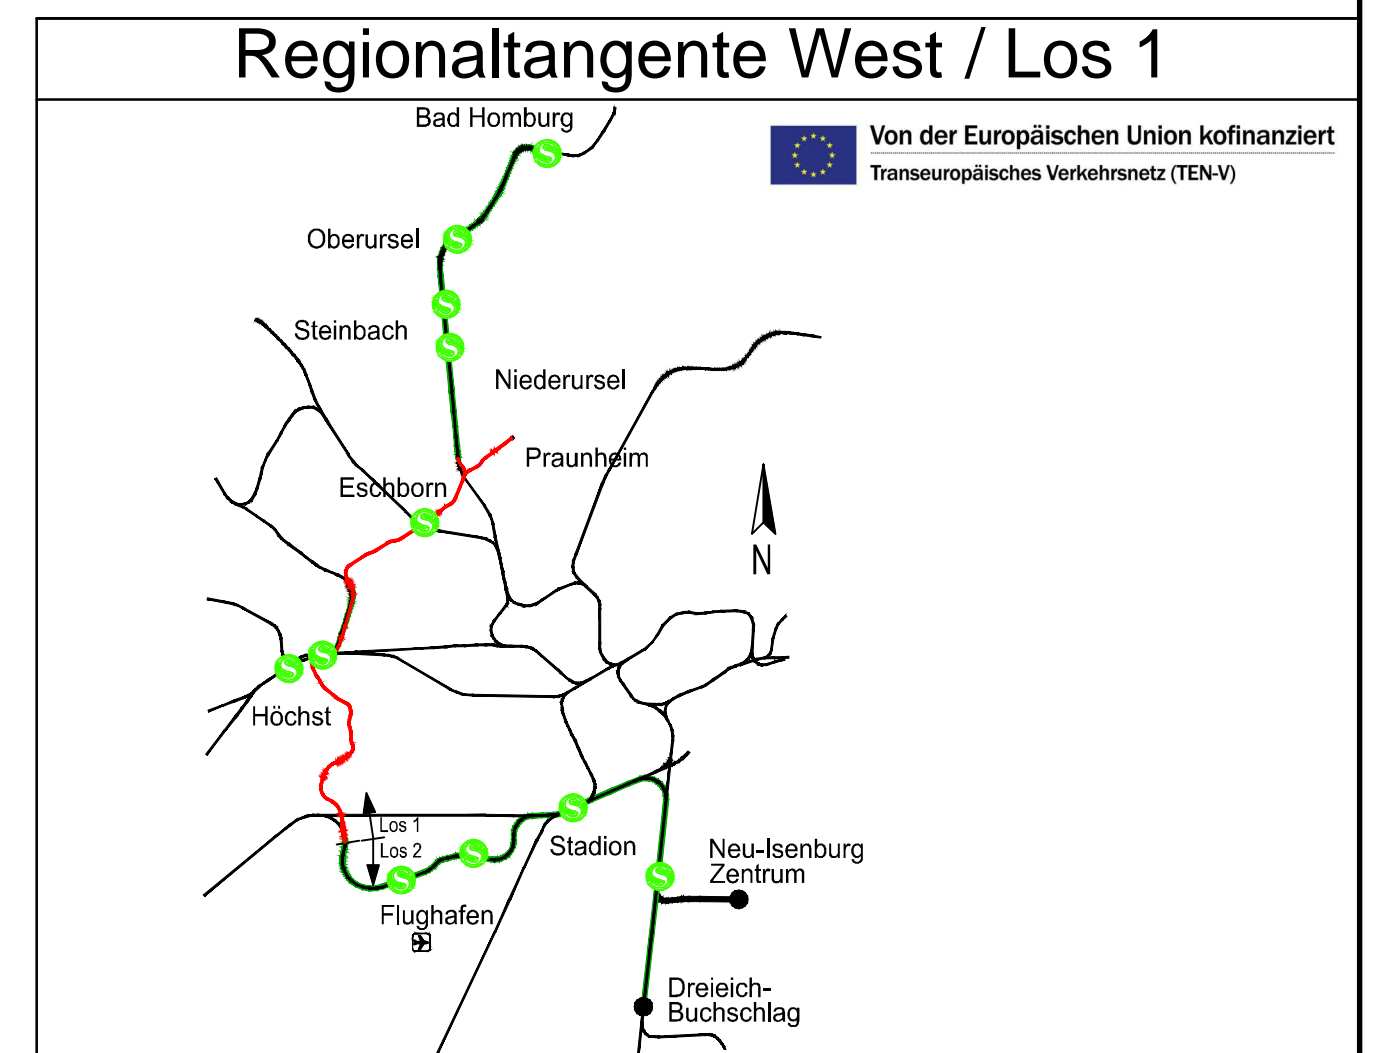 Regionaltangente West / Los 1
Bad Homburg
Von der Europäischen Union kofinanziert
Transeuropäisches Verkehrsnetz (TEN-V)
Oberursel
Steinbach
Niederursel
Praunheim
Eschborn
N
Höchst
Los 1
Los 2
Stadion
Neu-Isenburg
Zentrum
Flughafen
Dreieich-
Buchschlag